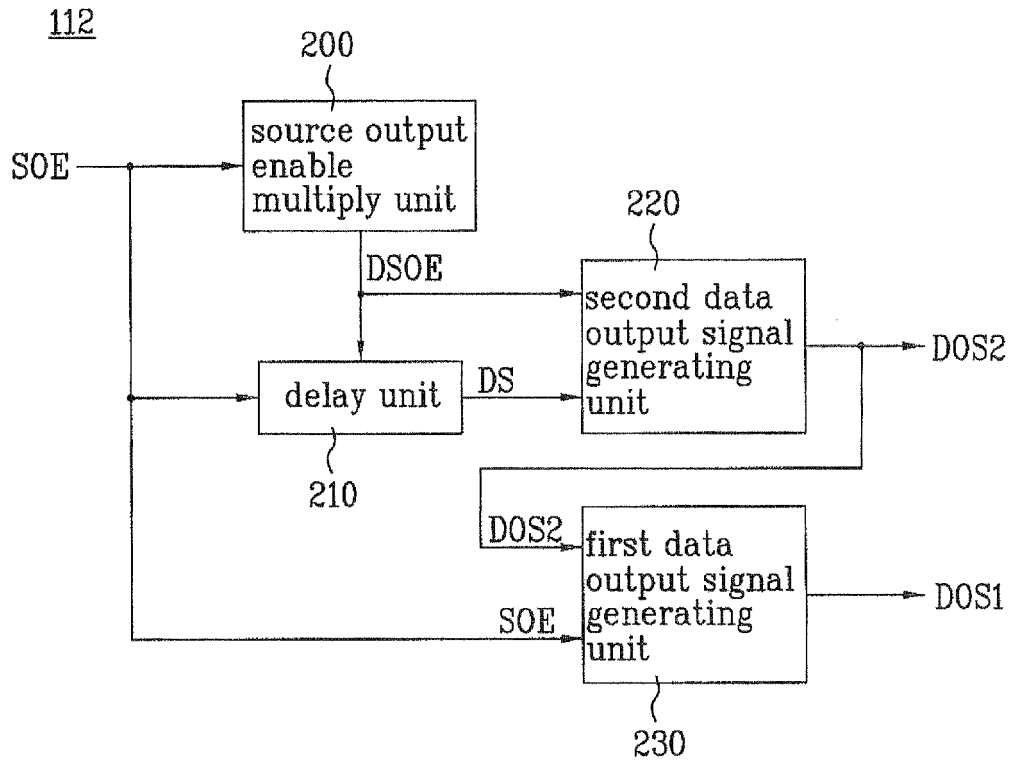 112
200
source output
enable
multiply unit
SOE
DSOE
220
second data
output signal
generating
unit
DOS2
delay unit
DS
210
DOS2
first data
output signal
generating
unit
DOS1
SOE
230